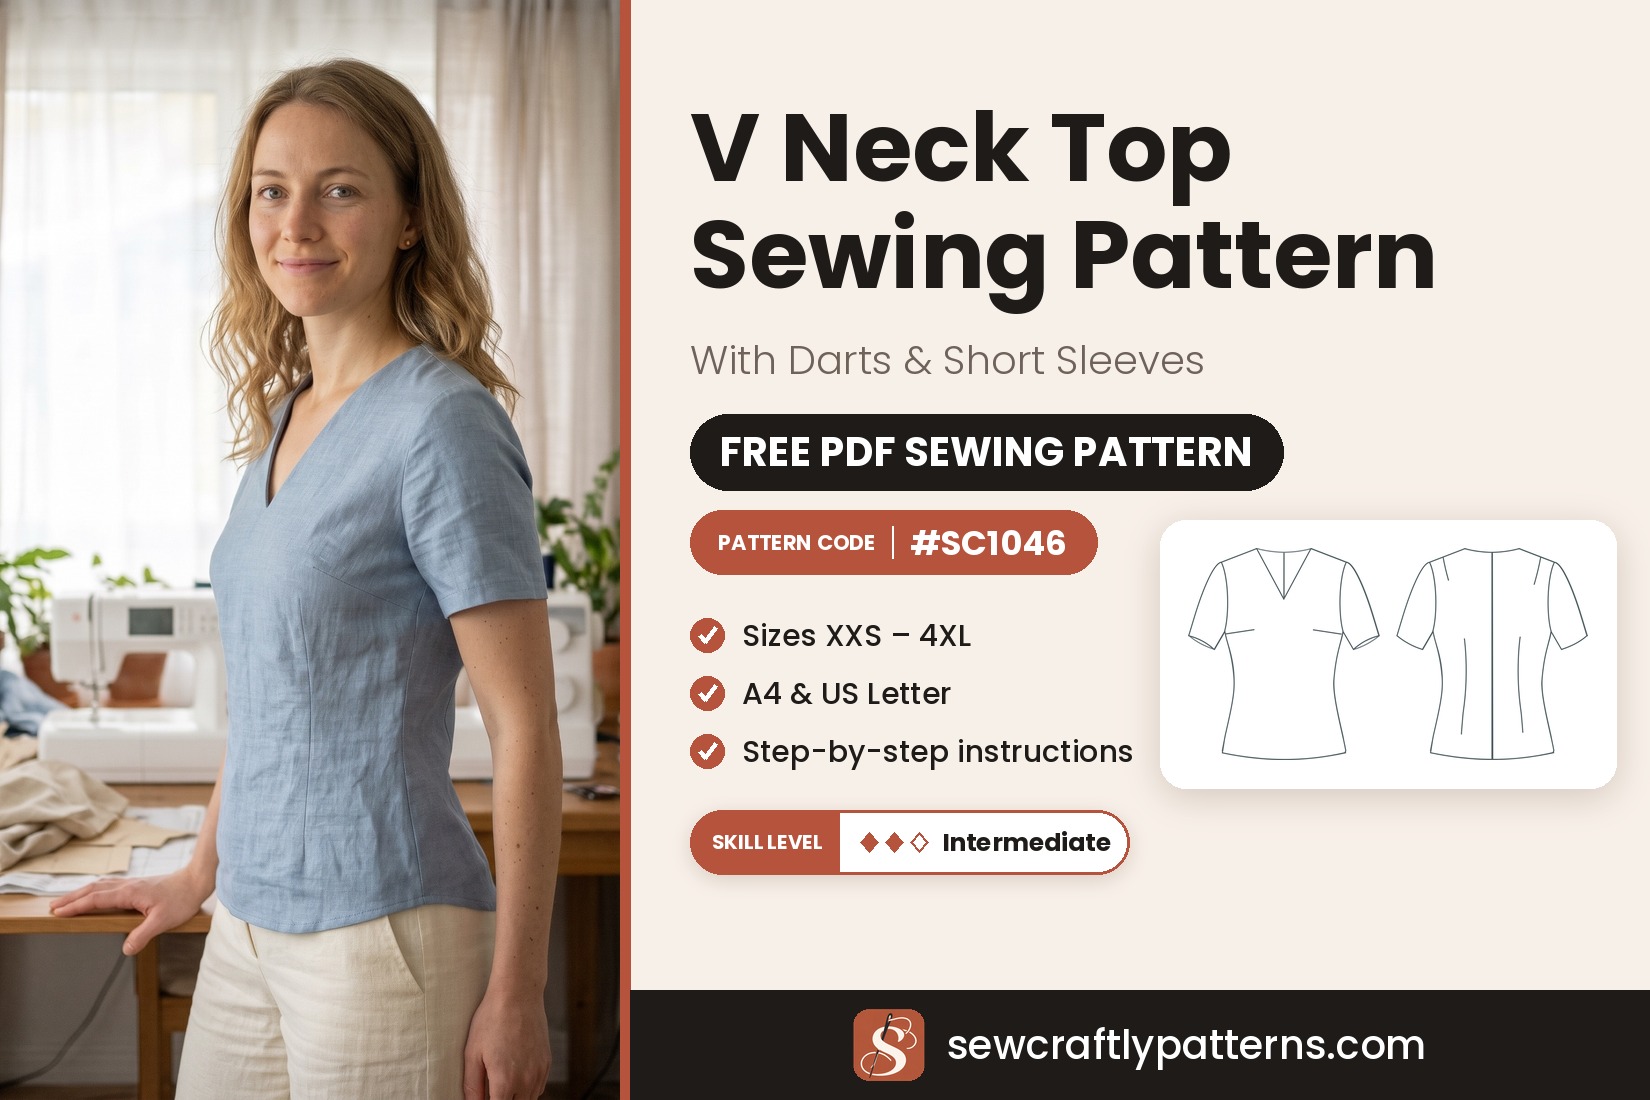 V Neck Top
Sewing Pattern
With Darts & Short Sleeves
FREE PDF SEWING PATTERN
PATTERN CODE | #SC1046
Sizes XXS – 4XL
A4 & US Letter
Step-by-step instructions
SKILL LEVEL Intermediate
S sewcraftlypatterns.com